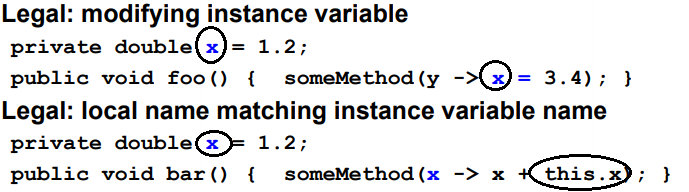 Legal: modifying instance variable
private double x = 1.2;
public void foo() { someMethod(y -> x = 3.4); }
Legal: local name matching instance variable name
private double x = 1.2;
public void bar() { someMethod(x -> x + this.x); }